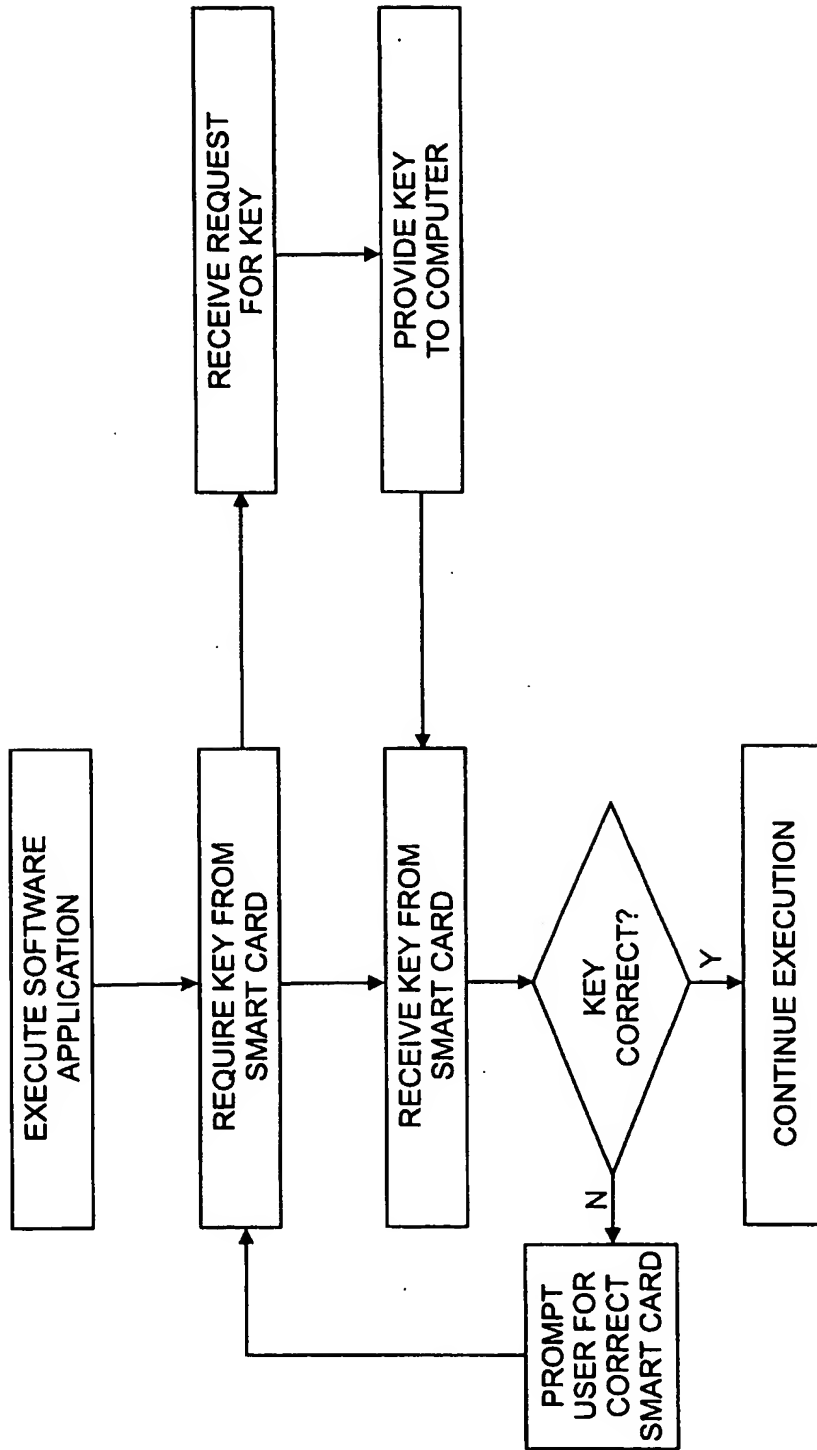 EXECUTE SOFTWARE
APPLICATION
REQUIRE KEY FROM
SMART CARD
RECEIVE REQUEST
FOR KEY
PROVIDE KEY
TO COMPUTER
RECEIVE KEY FROM
SMART CARD
KEY
CORRECT?
N
Y
PROMPT
USER FOR
CORRECT
SMART CARD
CONTINUE EXECUTION